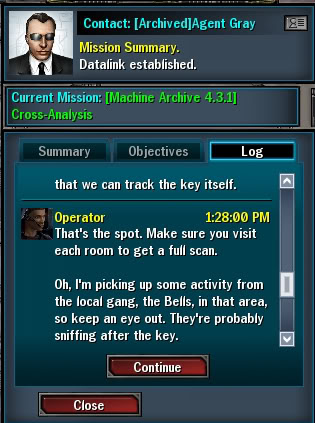 Contact: [Archived]Agent Gray
Mission Summary.
Datalink established.
Current Mission: [Machine Archive 4.3.1]
Cross-Analysis
Summary
Objectives
Log
that we can track the key itself.
Operator 1:28:00 PM
That's the spot. Make sure you visit
each room to get a full scan.
Oh, I'm picking up some activity from
the local gang, the Bells, in that area,
so keep an eye out. They're probably
sniffing after the key.
Continue
Close